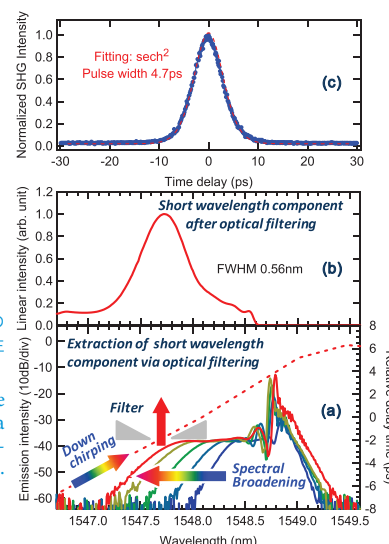 Normalized SHG Intensity
1.0
0.8
0.6
0.4
0.2
0.0
Fitting: sech2
Pulse width 4.7ps
(c)
-30 -20 -10 0 10 20 30
Time delay (ps)
Linear intensity (arb. unit)
1.2
1.0
0.8
0.6
0.4
0.2
0.0
Short wavelength component
after optical filtering
FWHM 0.56nm
(b)
Emission intensity (10dB/div)
0
-10
-20
-30
-40
-50
-60
Extraction of short wavelength
component via optical filtering
Filter
(a)
Down
chirping
Spectral
Broadening
8
6
4
2
0
-2
-4
-6
-8
1547.0 1547.5 1548.0 1548.5 1549.0 1549.5
Wavelength (nm)